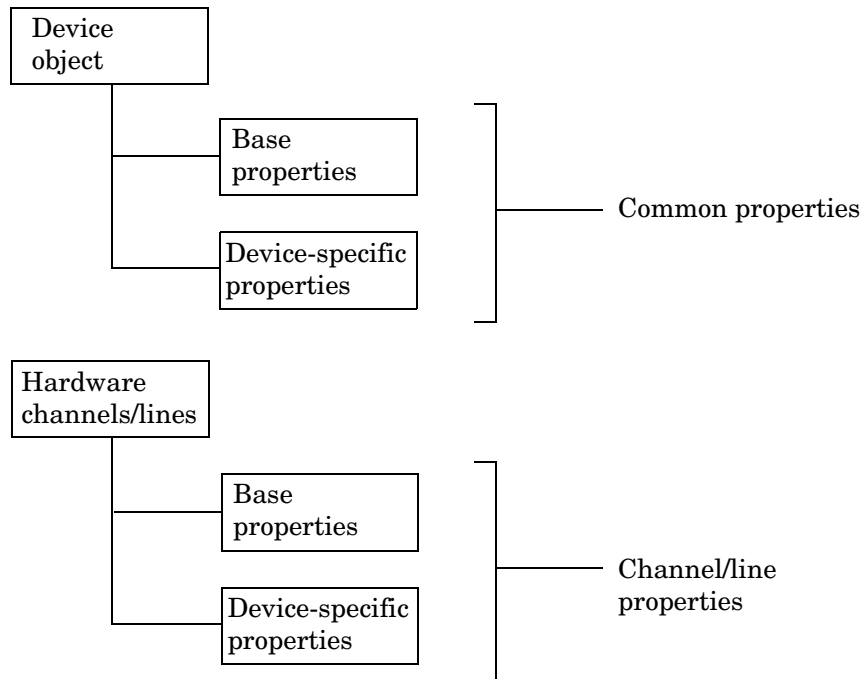 Device
object
Base
properties
Device-specific
properties
Common properties
Hardware
channels/lines
Base
properties
Device-specific
properties
Channel/line
properties